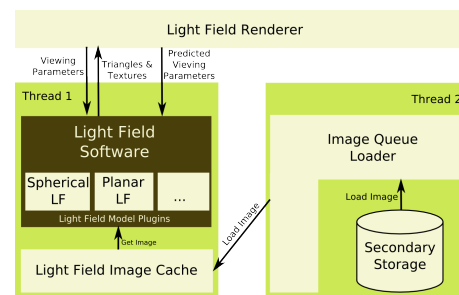 Light Field Renderer
Viewing
Parameters
Triangles &
Textures
Predicted
Viewing
Parameters
Thread 1
Light Field
Software
Spherical
LF
Planar
LF
...
Light Field Model Plugins
Get Image
Light Field Image Cache
Load Image
Thread 2
Image Queue
Loader
Load Image
Secondary
Storage